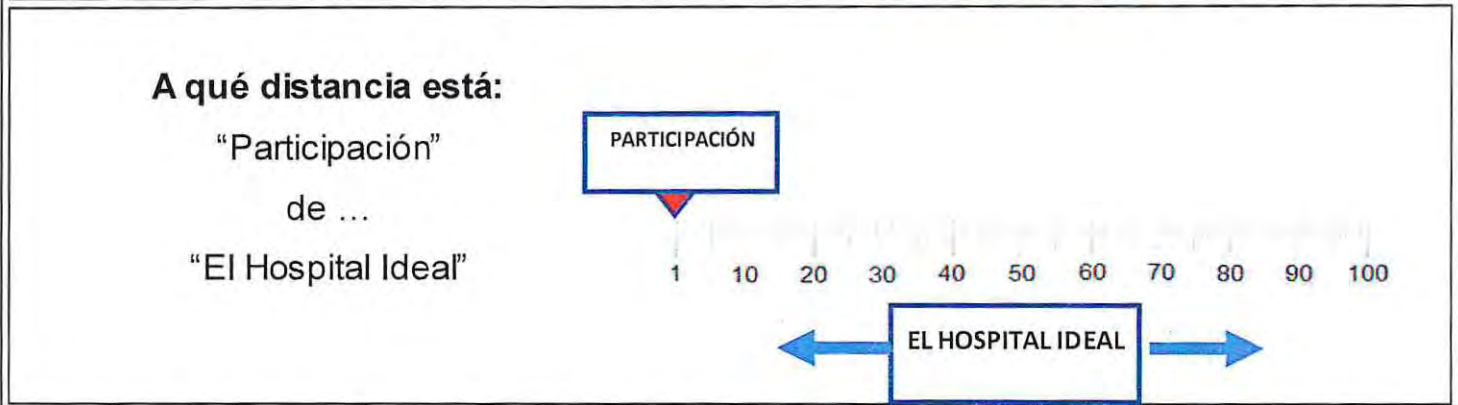 A qué distancia está:
“Participación”
de ...
“El Hospital Ideal”
PARTICIPACIÓN
1 10 20 30 40 50 60 70 80 90 100
EL HOSPITAL IDEAL